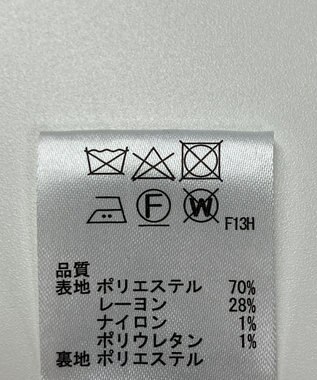 F W F13H
品質
表地 ポリエステル 70%
レーヨン 28%
ナイロン 1%
ポリウレタン 1%
裏地 ポリエステル